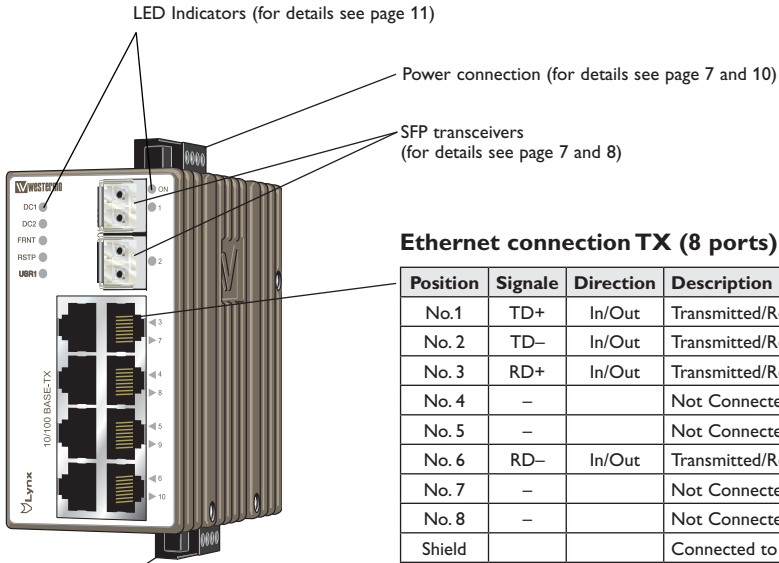 LED Indicators (for details see page 11)
Power connection (for details see page 7 and 10)
SFP transceivers
(for details see page 7 and 8)
Westermo
ON
DC1
1
DC2
FRNT
RSTP
2
USR1
3
7
4
8
10/100 BASE-TX
5
9
6
10
Lynx
Ethernet connection TX (8 ports)
Position Signale Direction Description
No.1 TD+ In/Out Transmitted/Re
No. 2 TD– In/Out Transmitted/Re
No. 3 RD+ In/Out Transmitted/Re
No. 4 – Not Connecte
No. 5 – Not Connecte
No. 6 RD– In/Out Transmitted/Re
No. 7 – Not Connecte
No. 8 – Not Connecte
Shield Connected to